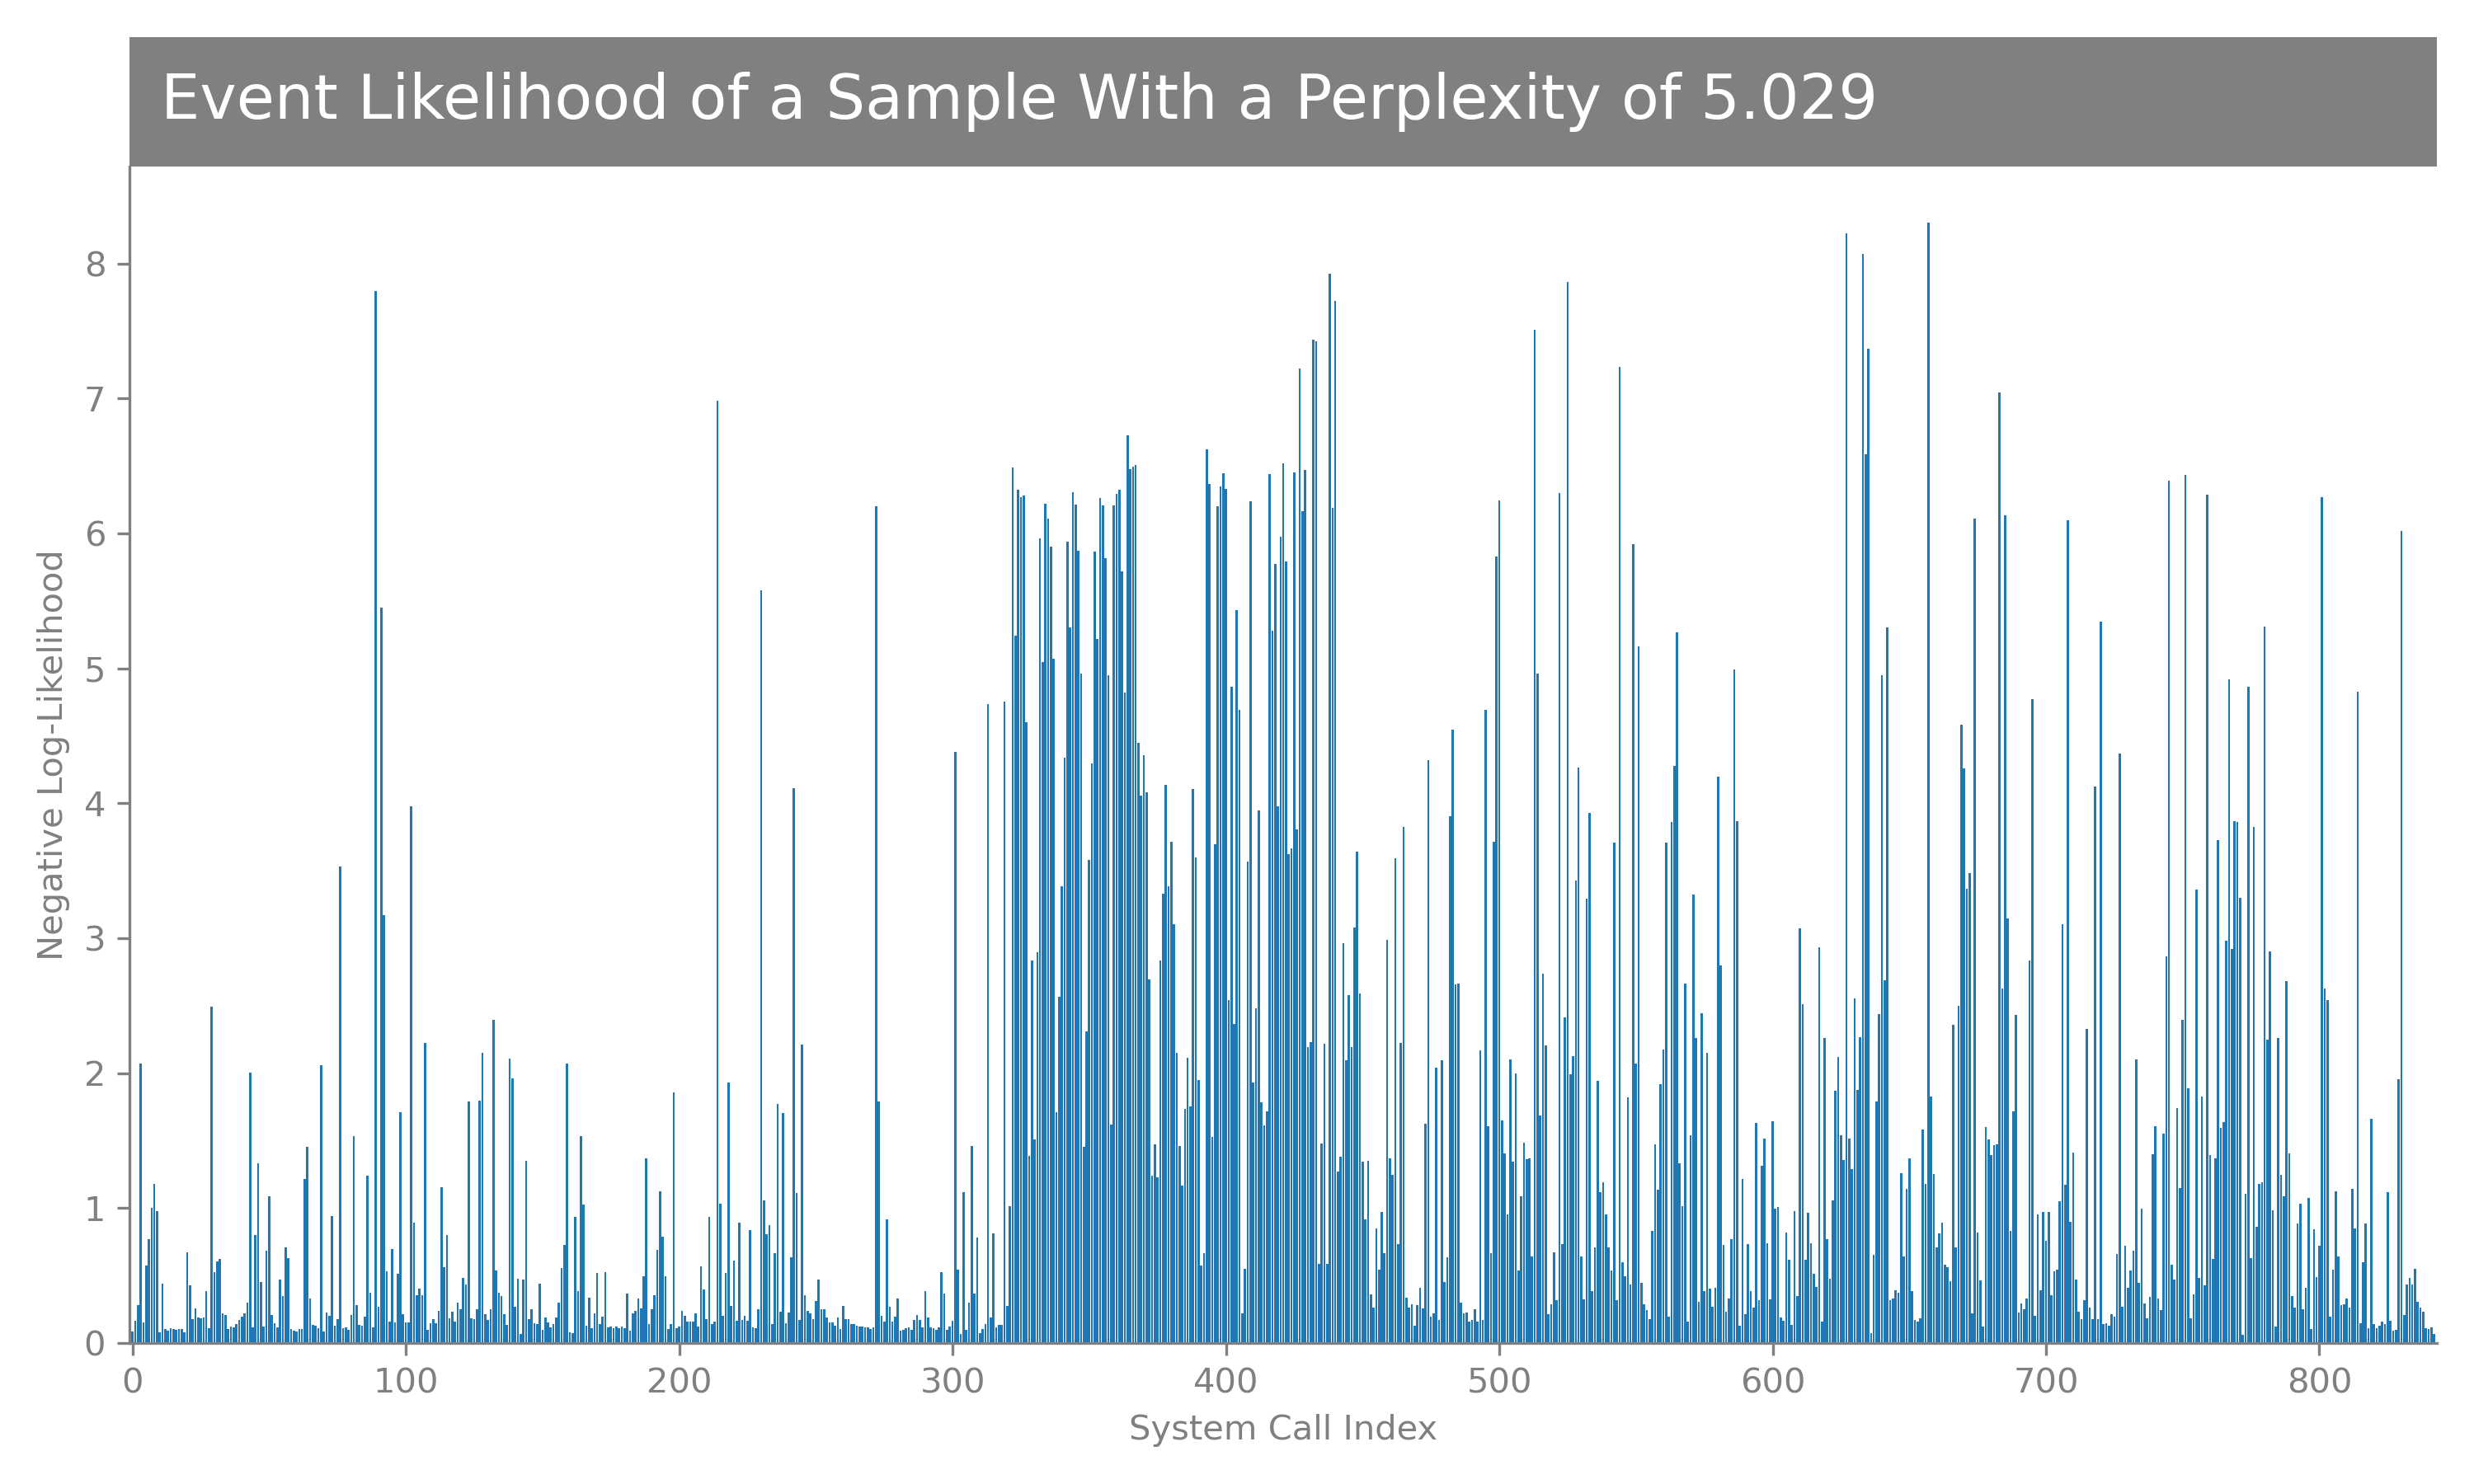 Event Likelihood of a Sample With a Perplexity of 5.029
8
7
6
5
4
3
2
1
0
Negative Log-Likelihood
0 100 200 300 400 500 600 700 800
System Call Index